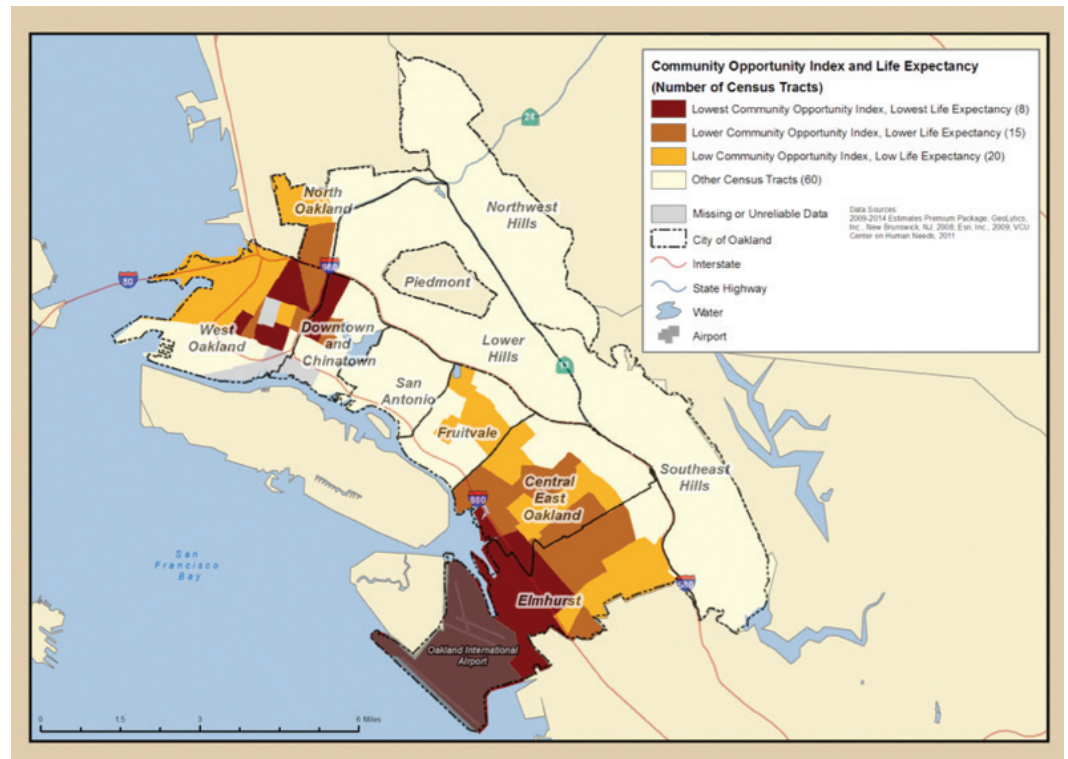 Community Opportunity Index and Life Expectancy
(Number of Census Tracts)
Lowest Community Opportunity Index, Lowest Life Expectancy (8)
Lower Community Opportunity Index, Lower Life Expectancy (15)
Low Community Opportunity Index, Low Life Expectancy (20)
Other Census Tracts (60)
Missing or Unreliable Data
City of Oakland
Interstate
State Highway
Water
Airport
Data Sources:
2009-2014 Estimates Premium Package, GeoLytics,
Inc., New Brunswick, NJ, 2008; Esri, Inc., 2009; VCU
Center on Human Needs, 2011
24
North
Oakland
Northwest
Hills
80
Piedmont
West
Oakland
Downtown
and
Chinatown
Lower
Hills
13
San
Antonio
Fruitvale
Central
East
Oakland
Southeast
Hills
880
580
Elmhurst
San
Francisco
Bay
Oakland International
Airport
0
1.5
3
6 Miles